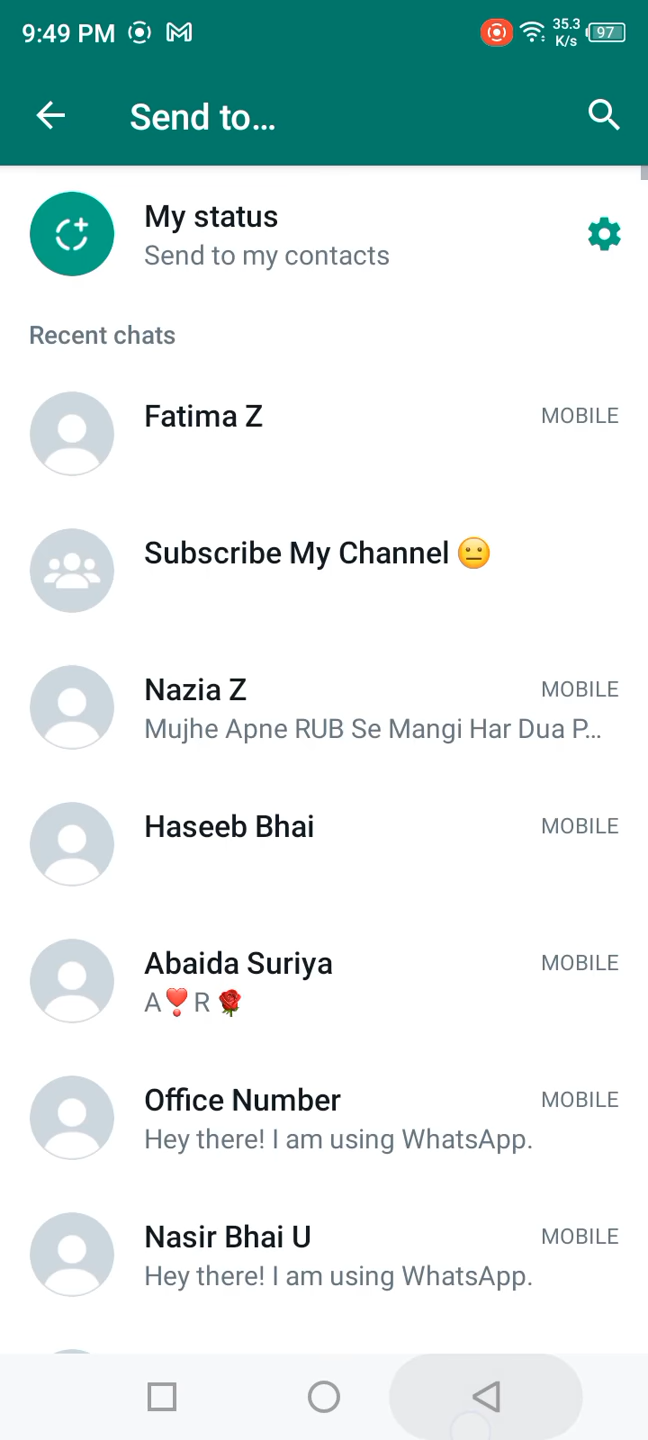 9:49 PM
35.3
K/s
97
Send to...
My status
Send to my contacts
Recent chats
Fatima Z MOBILE
Subscribe My Channel 😐
Nazia Z MOBILE
Mujhe Apne RUB Se Mangi Har Dua P...
Haseeb Bhai MOBILE
Abaida Suriya MOBILE
A❣️R🌹
Office Number MOBILE
Hey there! I am using WhatsApp.
Nasir Bhai U MOBILE
Hey there! I am using WhatsApp.